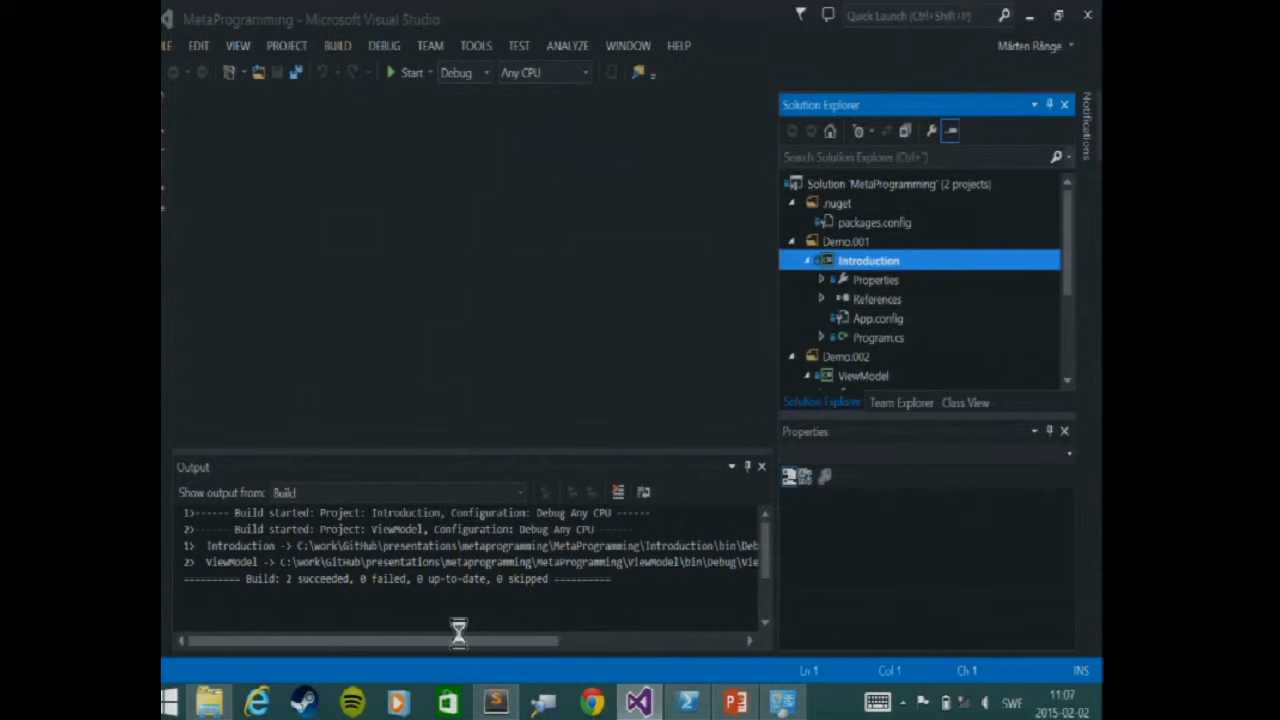 MetaProgramming - Microsoft Visual Studio
Quick Launch (Ctrl+Shift+P)
LE EDIT VIEW PROJECT BUILD DEBUG TEAM TOOLS TEST ANALYZE WINDOW HELP
Mårten Rånge
Start Debug Any CPU
Notifications
Solution Explorer
Search Solution Explorer (Ctrl+")
Solution 'MetaProgramming' (2 projects)
.nuget
packages.config
Demo.001
Introduction
Properties
References
App.config
Program.cs
Demo.002
ViewModel
Solution Explorer Team Explorer Class View
Properties
Output
Show output from: Build
1>------ Build started: Project: Introduction, Configuration: Debug Any CPU ------
2>------ Build started: Project: ViewModel, Configuration: Debug Any CPU ------
1> Introduction -> C:\work\GitHub\presentations\metaprogramming\MetaProgramming\Introduction\bin\Deb
2> ViewModel -> C:\work\GitHub\presentations\metaprogramming\MetaProgramming\ViewModel\bin\Debug\Vie
========== Build: 2 succeeded, 0 failed, 0 up-to-date, 0 skipped ==========
Ln 1 Col 1 Ch 1 INS
SWE
11:07
2015-02-02